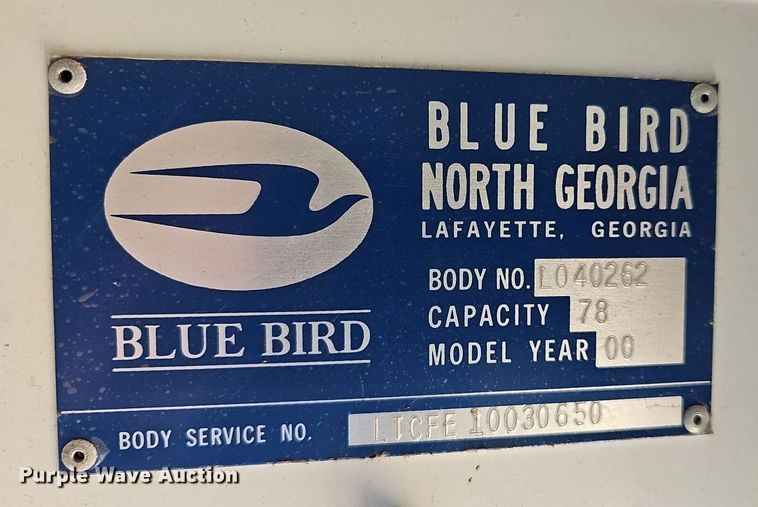 BLUE BIRD
NORTH GEORGIA
LAFAYETTE, GEORGIA
BODY NO. L040262
CAPACITY 78
MODEL YEAR 00
BLUE BIRD
BODY SERVICE NO. LTCFE 10030650
Purple Wave Auction